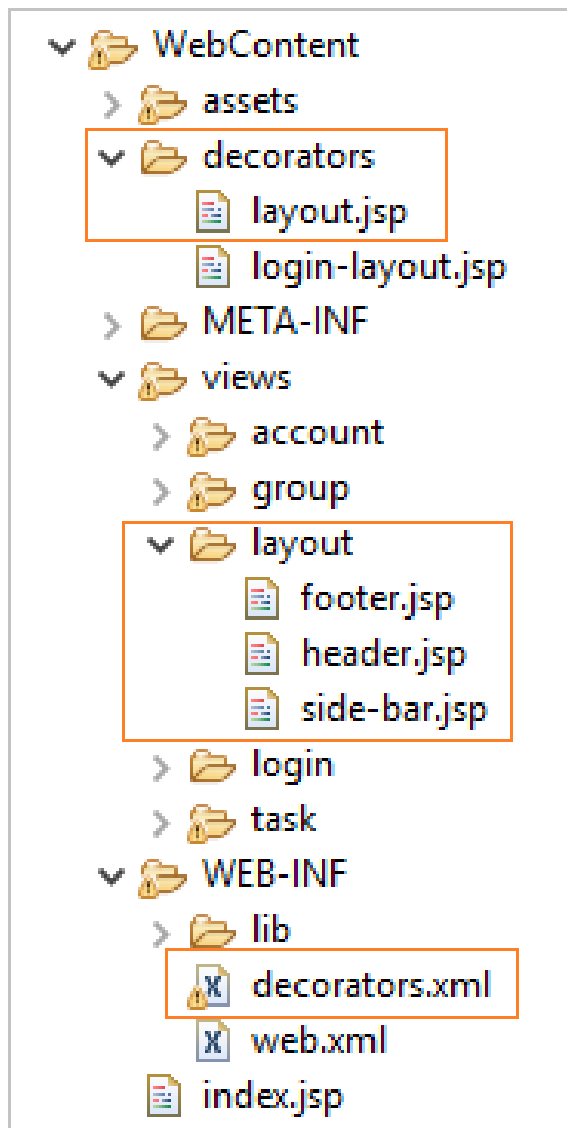 WebContent
assets
decorators
layout.jsp
login-layout.jsp
META-INF
views
account
group
layout
footer.jsp
header.jsp
side-bar.jsp
login
task
WEB-INF
lib
decorators.xml
web.xml
index.jsp